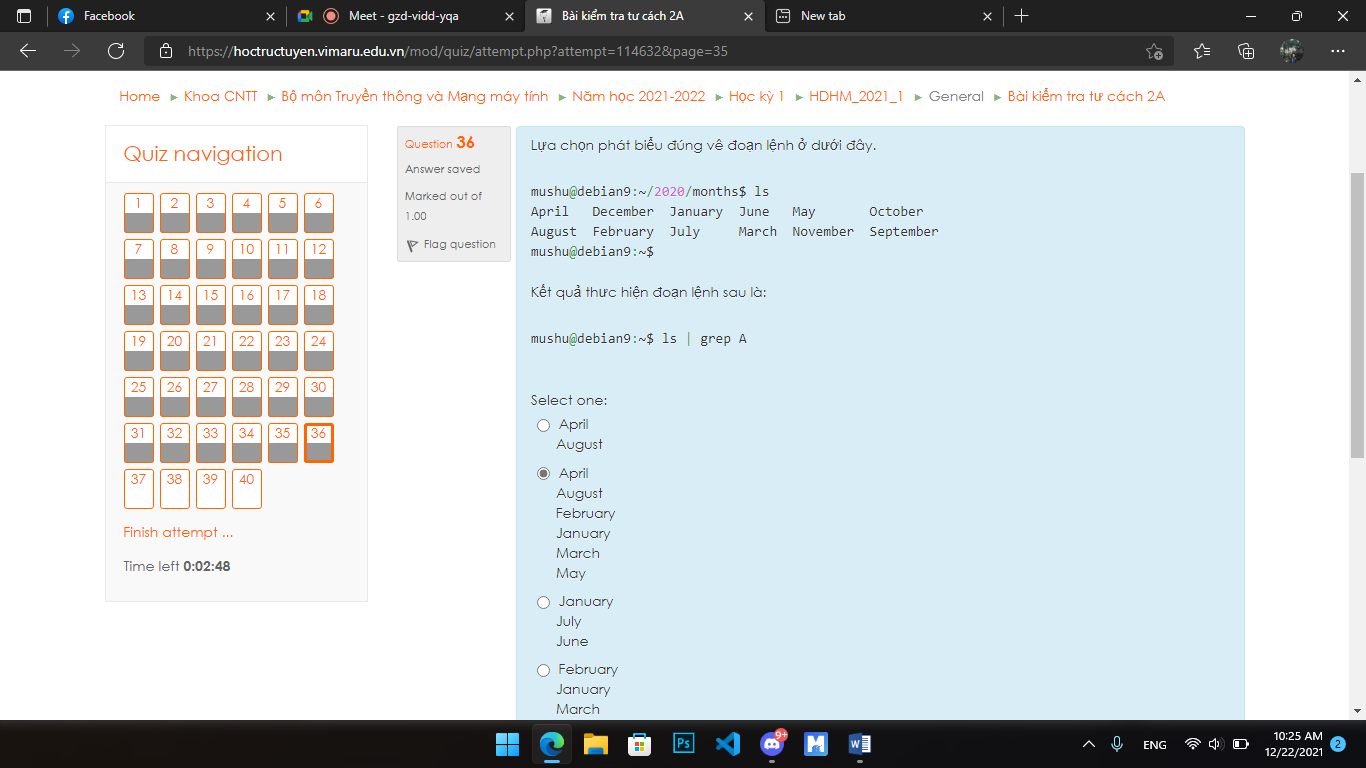 Facebook
Meet - gzd-vidd-yqa
Bài kiểm tra tư cách 2A
New tab
https://hoctructuyen.vimaru.edu.vn/mod/quiz/attempt.php?attempt=114632&page=35
Home ► Khoa CNTT ► Bộ môn Truyền thông và Mạng máy tính ► Năm học 2021-2022 ► Học kỳ 1 ► HDHM_2021_1 ► General ► Bài kiểm tra tư cách 2A
Quiz navigation
1 2 3 4 5 6
7 8 9 10 11 12
13 14 15 16 17 18
19 20 21 22 23 24
25 26 27 28 29 30
31 32 33 34 35 36
37 38 39 40
Finish attempt ...
Time left 0:02:48
Question 36
Answer saved
Marked out of
1.00
Flag question
Lựa chọn phát biểu đúng về đoạn lệnh ở dưới đây.
mushu@debian9:~/2020/months$ ls
April December January June May October
August February July March November September
mushu@debian9:~$
Kết quả thực hiện đoạn lệnh sau là:
mushu@debian9:~$ ls | grep A
Select one:
April
August
April
August
February
January
March
May
January
July
June
February
January
March
Ps
9+
ENG
10:25 AM
12/22/2021
2